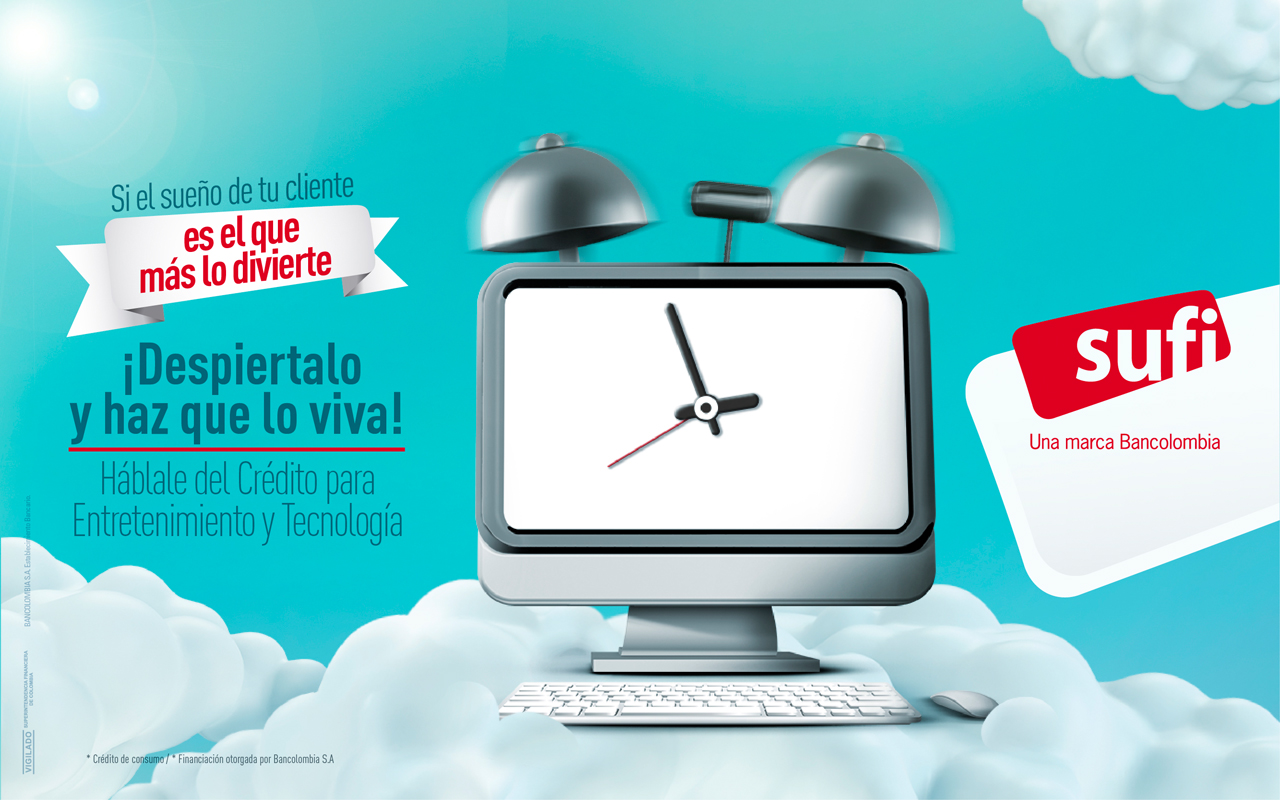 Si el sueño de tu cliente
es el que
más lo divierte
¡Despiertalo
y haz que lo viva!
Háblale del Crédito para
Entretenimiento y Tecnología
sufi
Una marca Bancolombia
* Crédito de consumo / * Financiación otorgada por Bancolombia S.A
BANCOLOMBIA S.A. Establecimiento Bancario
VIGILADO
SUPERINTENDENCIA FINANCIERA
DE COLOMBIA